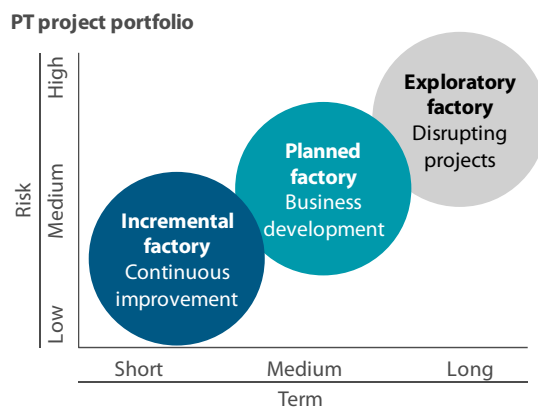 PT project portfolio
High
Medium
Low
Risk
Exploratory
factory
Disrupting
projects
Planned
factory
Business
development
Incremental
factory
Continuous
improvement
Short
Medium
Long
Term